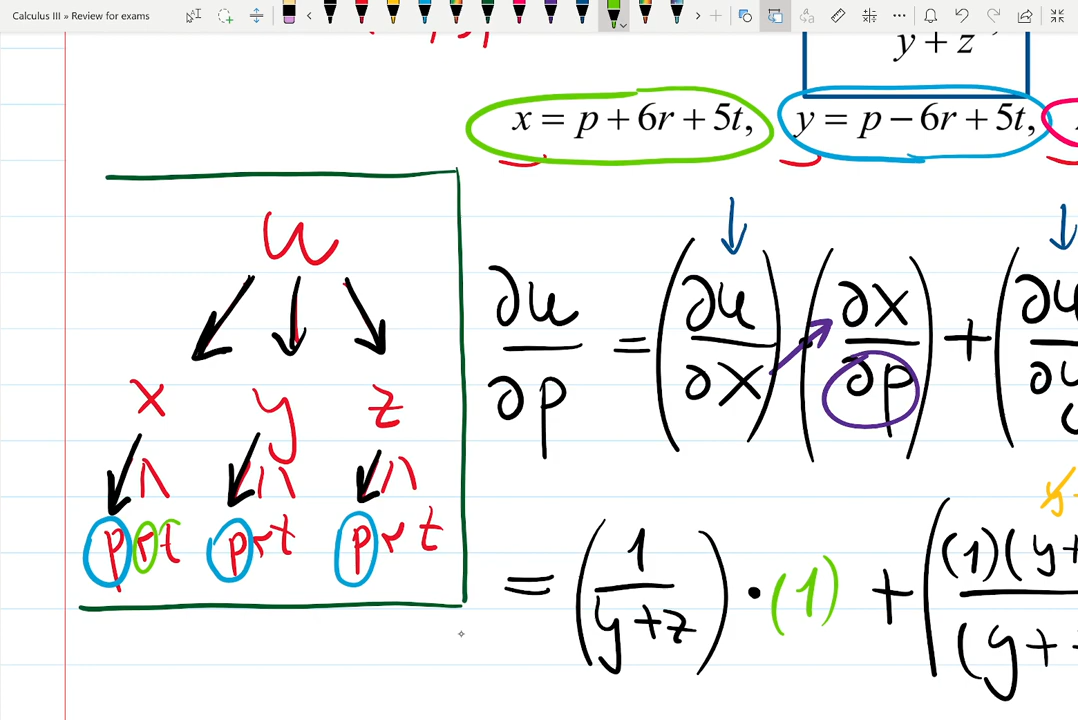 Calculus III » Review for exams
y + z
x = p + 6r + 5t, y = p − 6r + 5t,
u
x y z
p r t p r t p r t
∂u/∂p = (∂u/∂x) (∂x/∂p) + (∂u/∂y
= (1/(y+z)) · (1) + ((1)(y+ / (y+